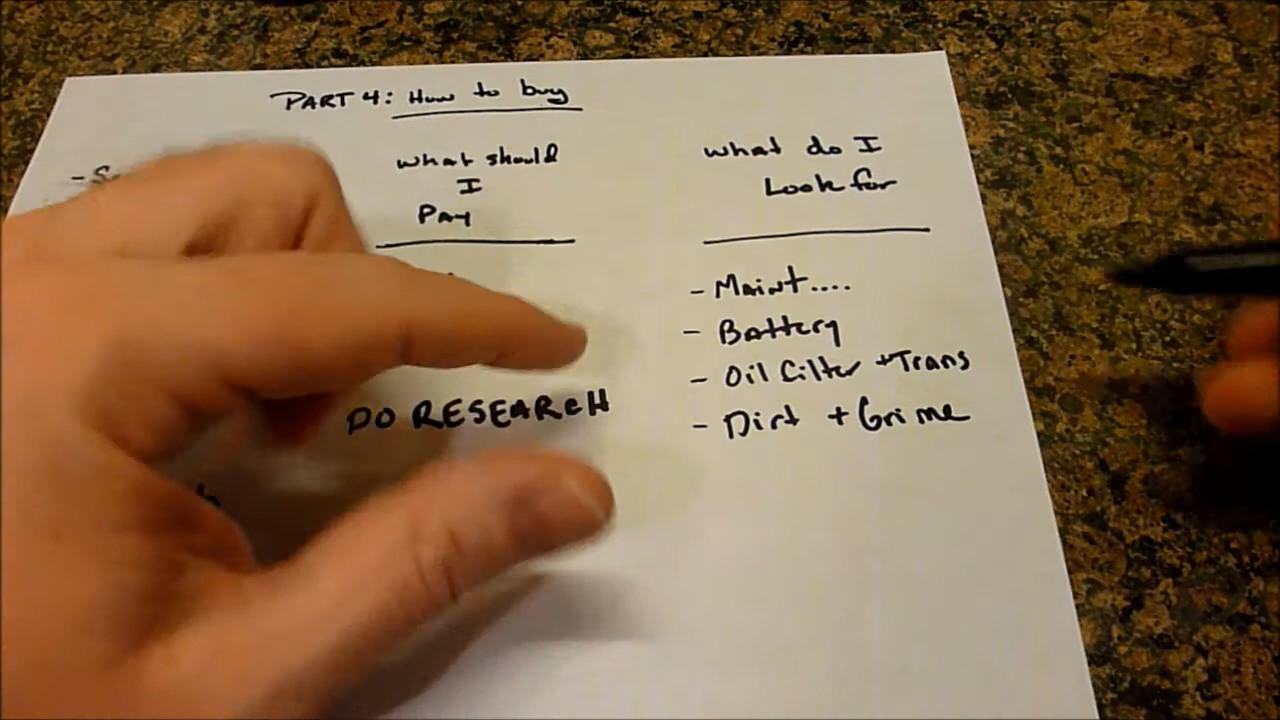 PART 4: How to buy
what should
I
PAY
DO RESEARCH
what do I
Look for
- Maint....
- Battery
- Oil filter + Trans
- Dirt + Grime